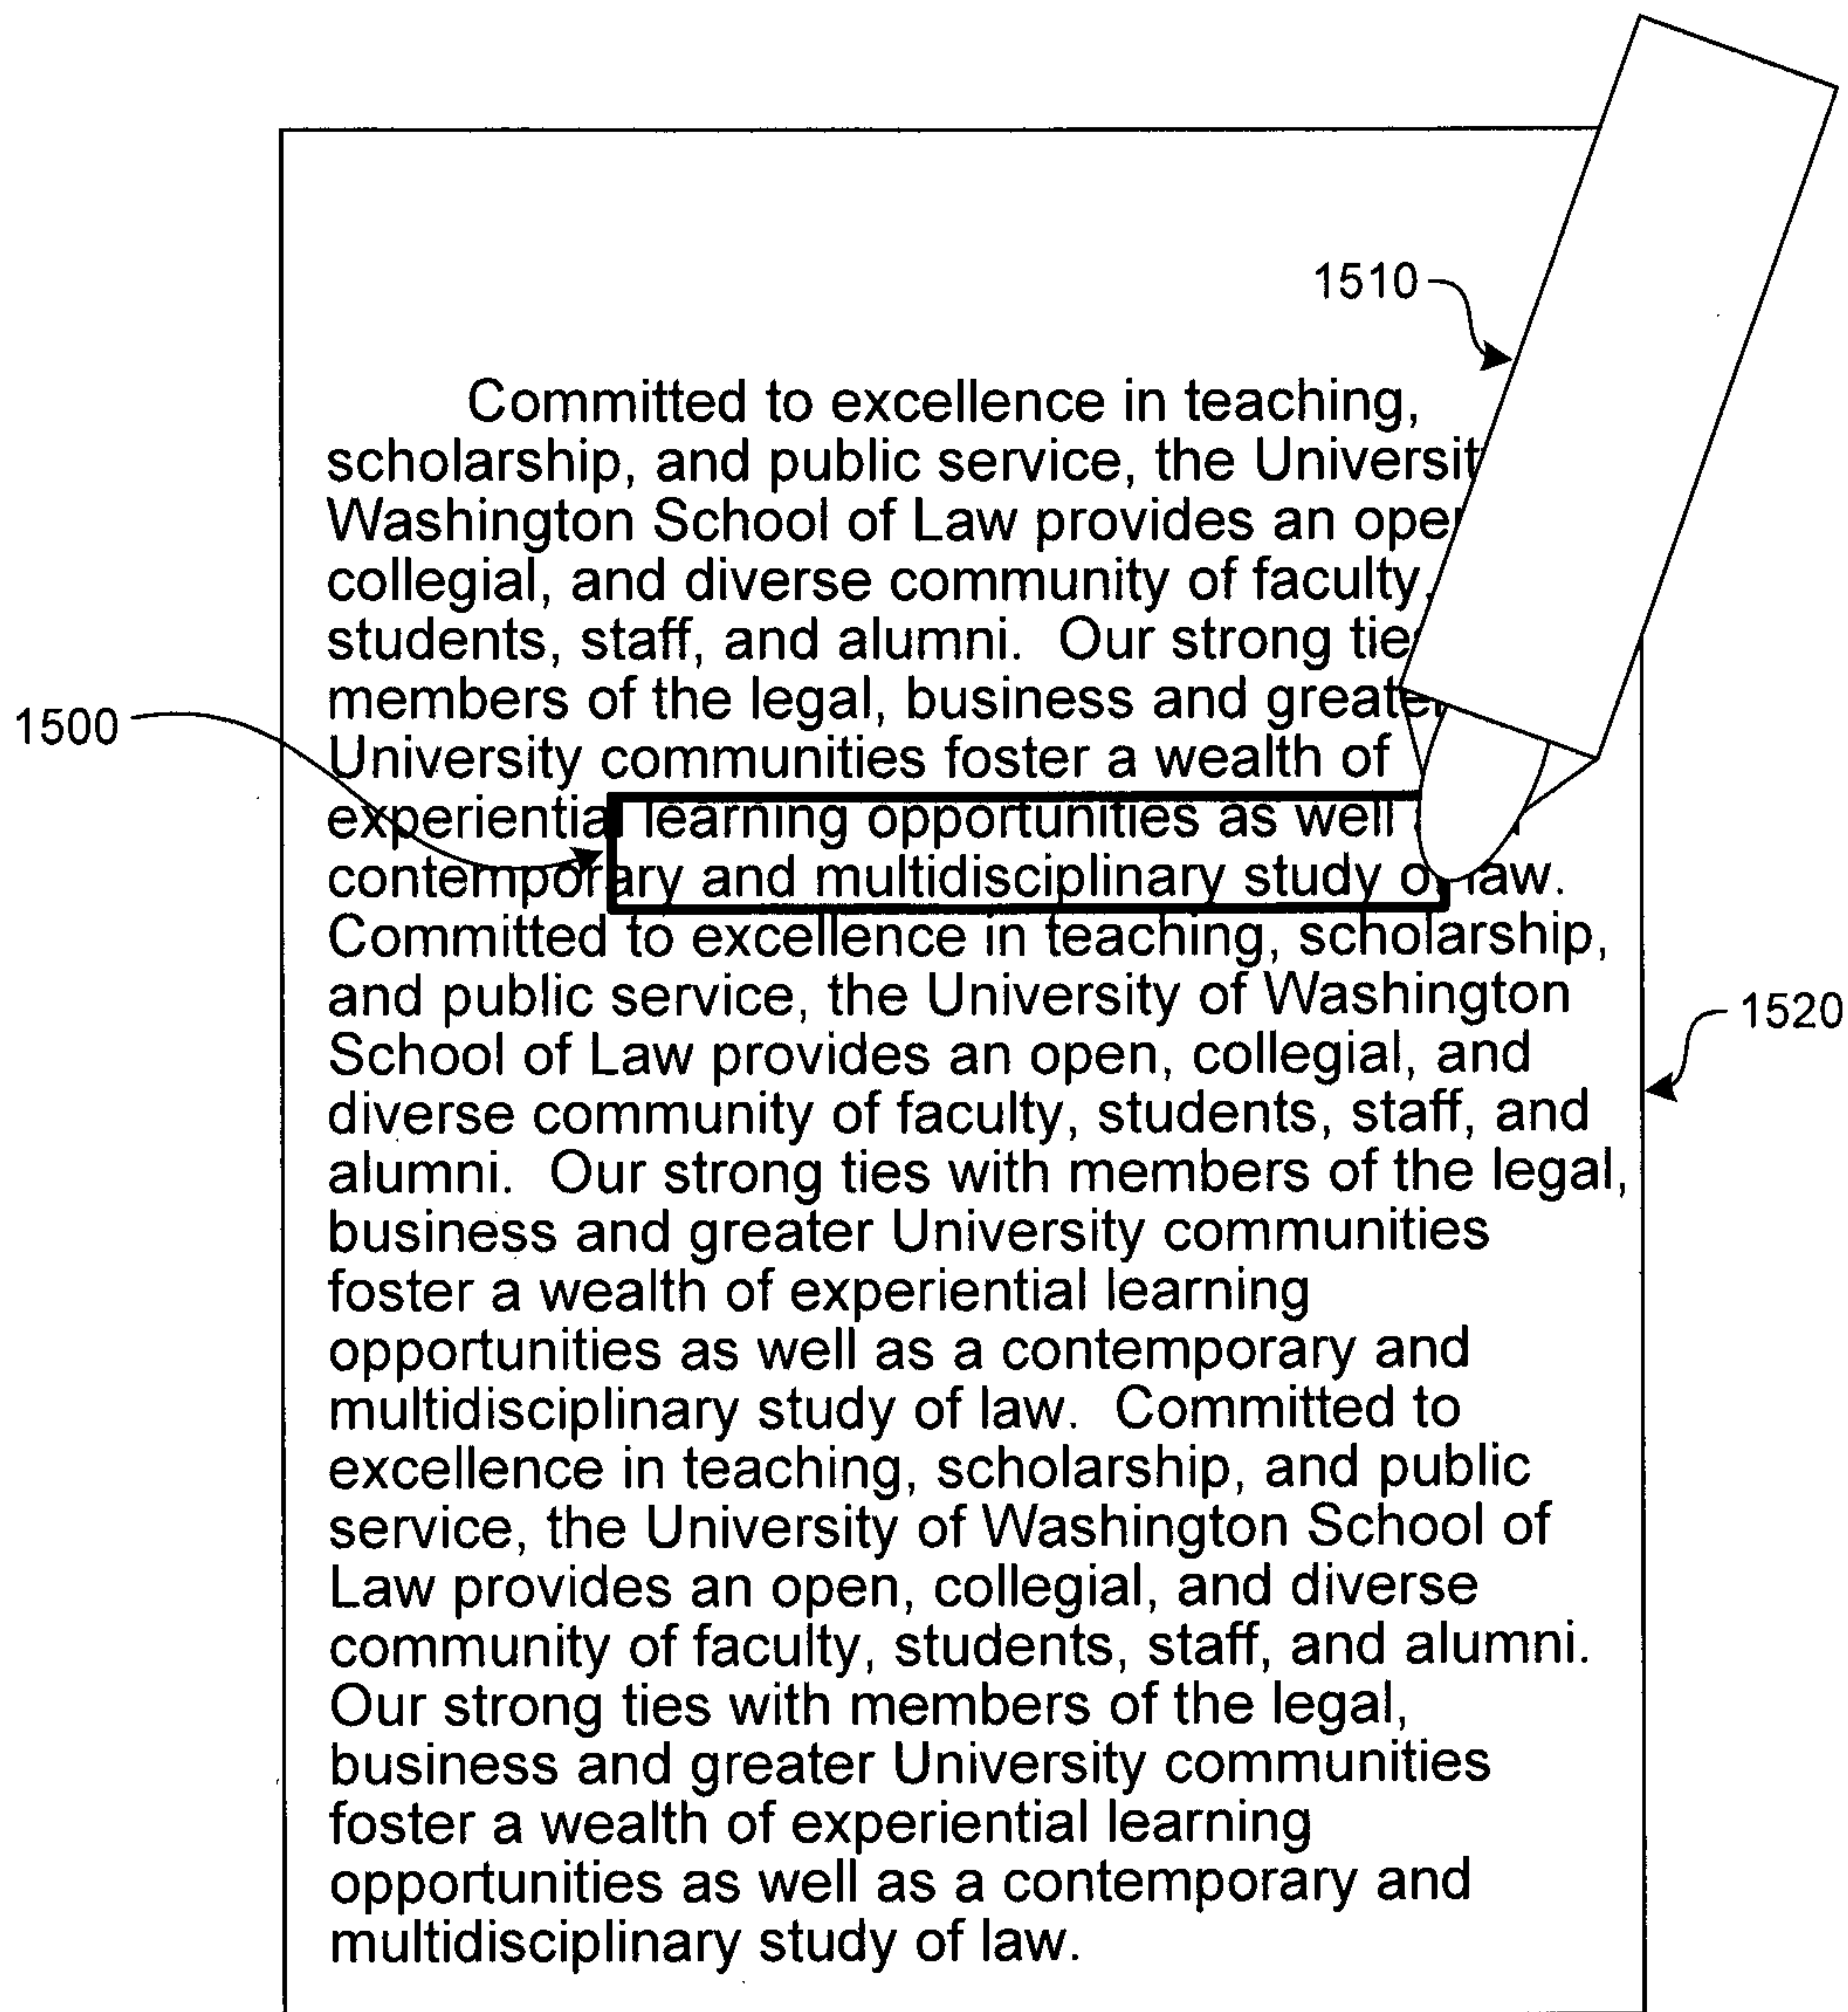 1510
Committed to excellence in teaching,
scholarship, and public service, the Universit
Washington School of Law provides an ope
collegial, and diverse community of faculty,
students, staff, and alumni. Our strong tie
members of the legal, business and greater
1500
University communities foster a wealth of
experiential learning opportunities as well
contemporary and multidisciplinary study of law.
Committed to excellence in teaching, scholarship,
and public service, the University of Washington
1520
School of Law provides an open, collegial, and
diverse community of faculty, students, staff, and
alumni. Our strong ties with members of the legal,
business and greater University communities
foster a wealth of experiential learning
opportunities as well as a contemporary and
multidisciplinary study of law. Committed to
excellence in teaching, scholarship, and public
service, the University of Washington School of
Law provides an open, collegial, and diverse
community of faculty, students, staff, and alumni.
Our strong ties with members of the legal,
business and greater University communities
foster a wealth of experiential learning
opportunities as well as a contemporary and
multidisciplinary study of law.